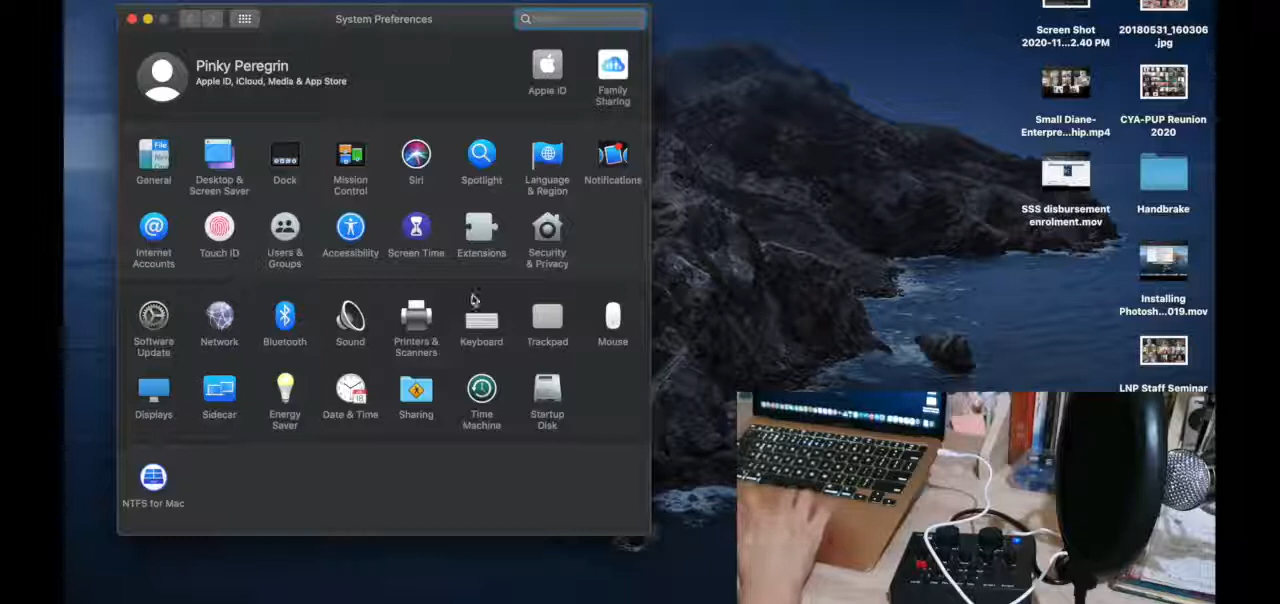 System Preferences
Pinky Peregrin
Apple ID, iCloud, Media & App Store
Apple ID
Family
Sharing
File
General
Desktop &
Screen Saver
Dock
Mission
Control
Siri
Spotlight
Language
& Region
Notifications
Internet
Accounts
Touch ID
Users &
Groups
Accessibility
Screen Time
Extensions
Security
& Privacy
Software
Update
Network
Bluetooth
Sound
Printers &
Scanners
Keyboard
Trackpad
Mouse
Displays
Sidecar
Energy
Saver
Date & Time
Sharing
Time
Machine
Startup
Disk
NTFS for Mac
Screen Shot
2020-11...2.40 PM
20180531_160306
.jpg
Small Diane-
Enterpre...hip.mp4
CYA-PUP Reunion
2020
SSS disbursement
enrolment.mov
Handbrake
Installing
Photosh...019.mov
LNP Staff Seminar